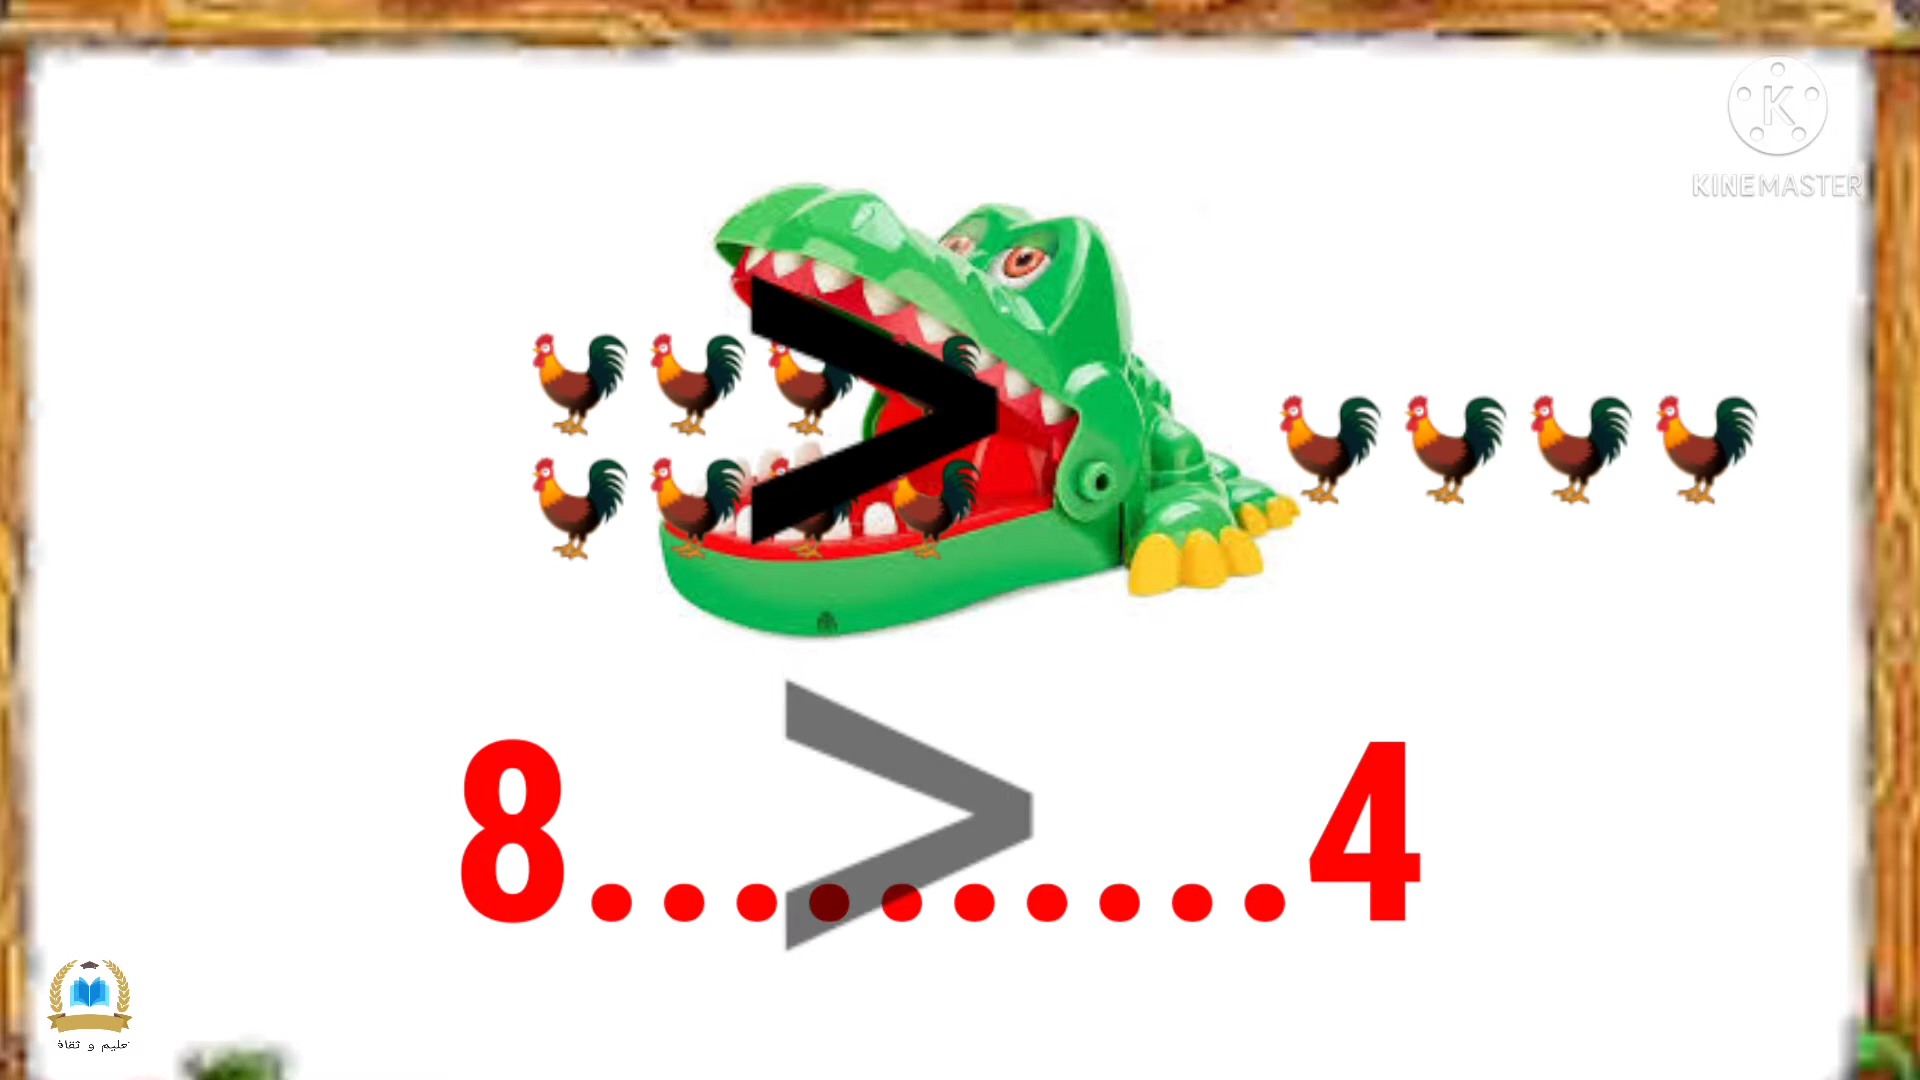 KINEMASTER
>
8..........4
>
تعليم و ثقافة